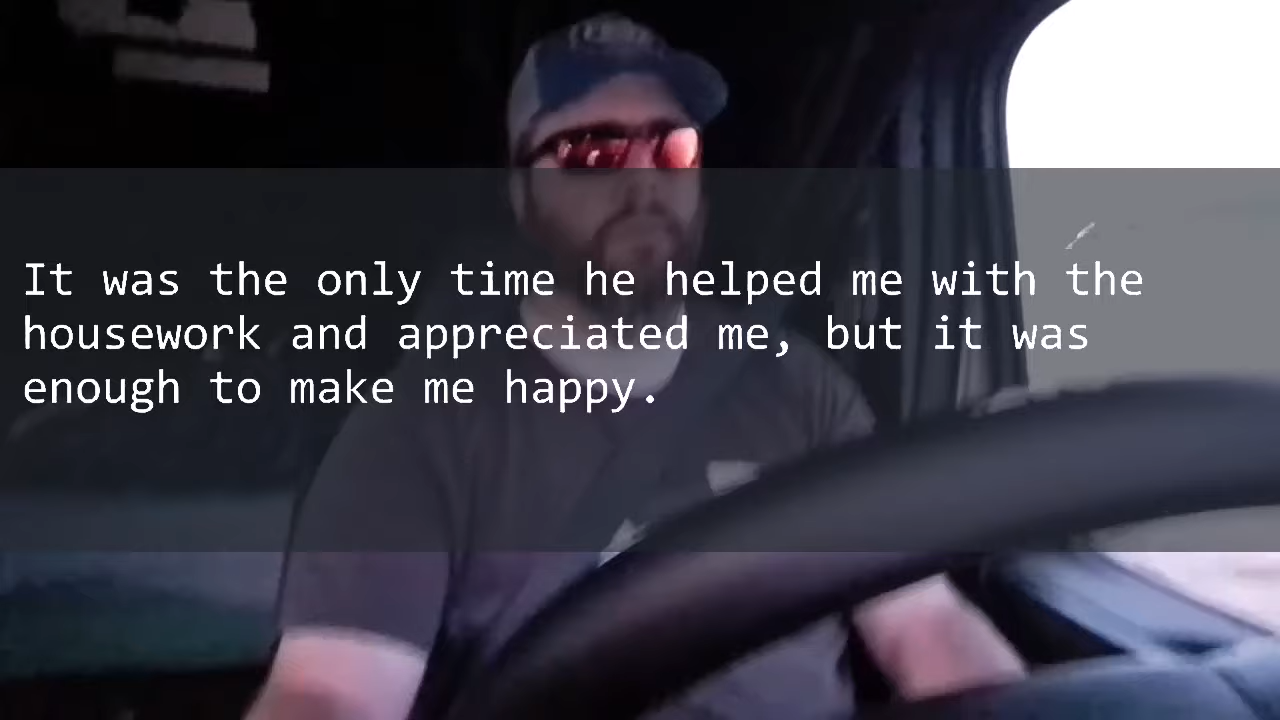 It was the only time he helped me with the
housework and appreciated me, but it was
enough to make me happy.